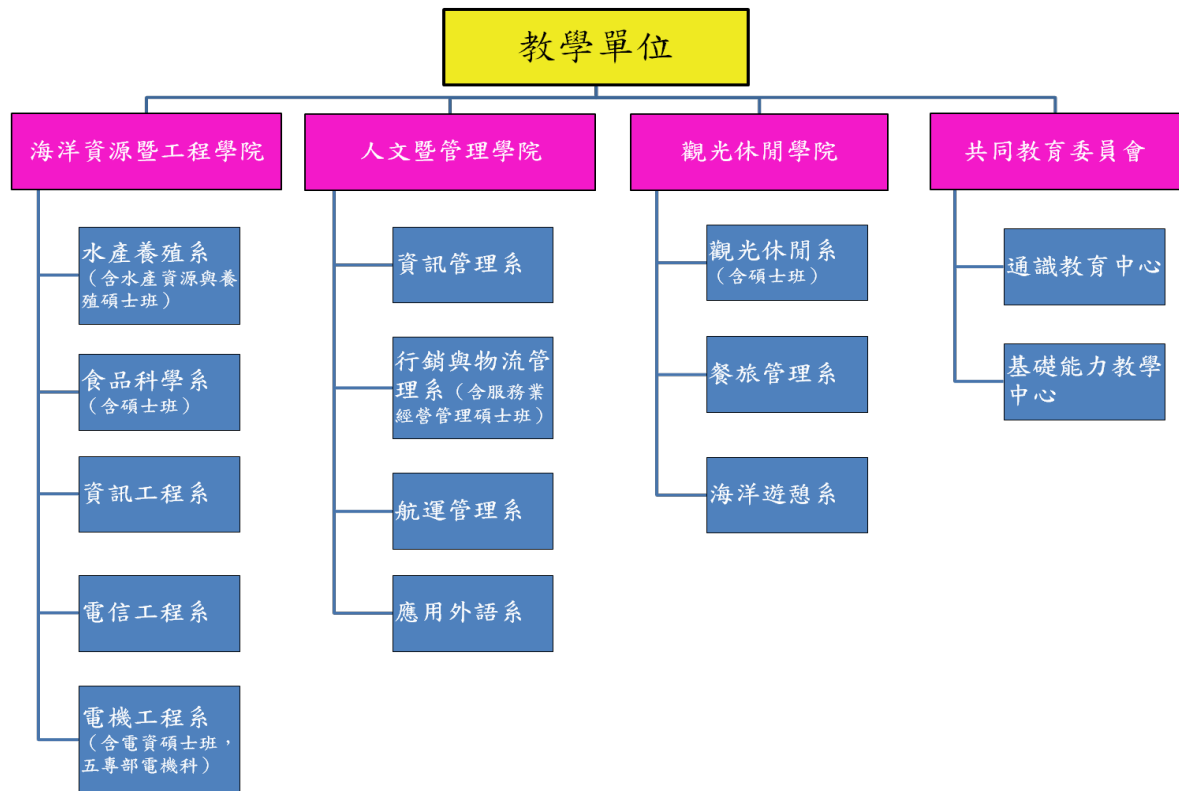 教學單位
海洋資源暨工程學院
水產養殖系
（含水產資源與養
殖碩士班）
食品科學系
（含碩士班）
資訊工程系
電信工程系
電機工程系
（含電資碩士班，
五專部電機科）
人文暨管理學院
資訊管理系
行銷與物流管
理系（含服務業
經營管理碩士班）
航運管理系
應用外語系
觀光休閒學院
觀光休閒系
（含碩士班）
餐旅管理系
海洋遊憩系
共同教育委員會
通識教育中心
基礎能力教學
中心